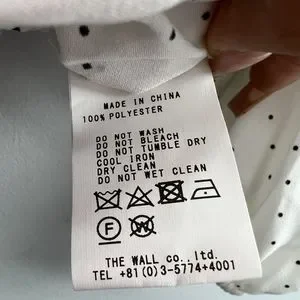 MADE IN CHINA
100% POLYESTER
DO NOT WASH
DO NOT BLEACH
DO NOT TUMBLE DRY
COOL IRON
DRY CLEAN
DO NOT WET CLEAN
F W
THE WALL co., ltd.
TEL +81(0)3-5774+4001